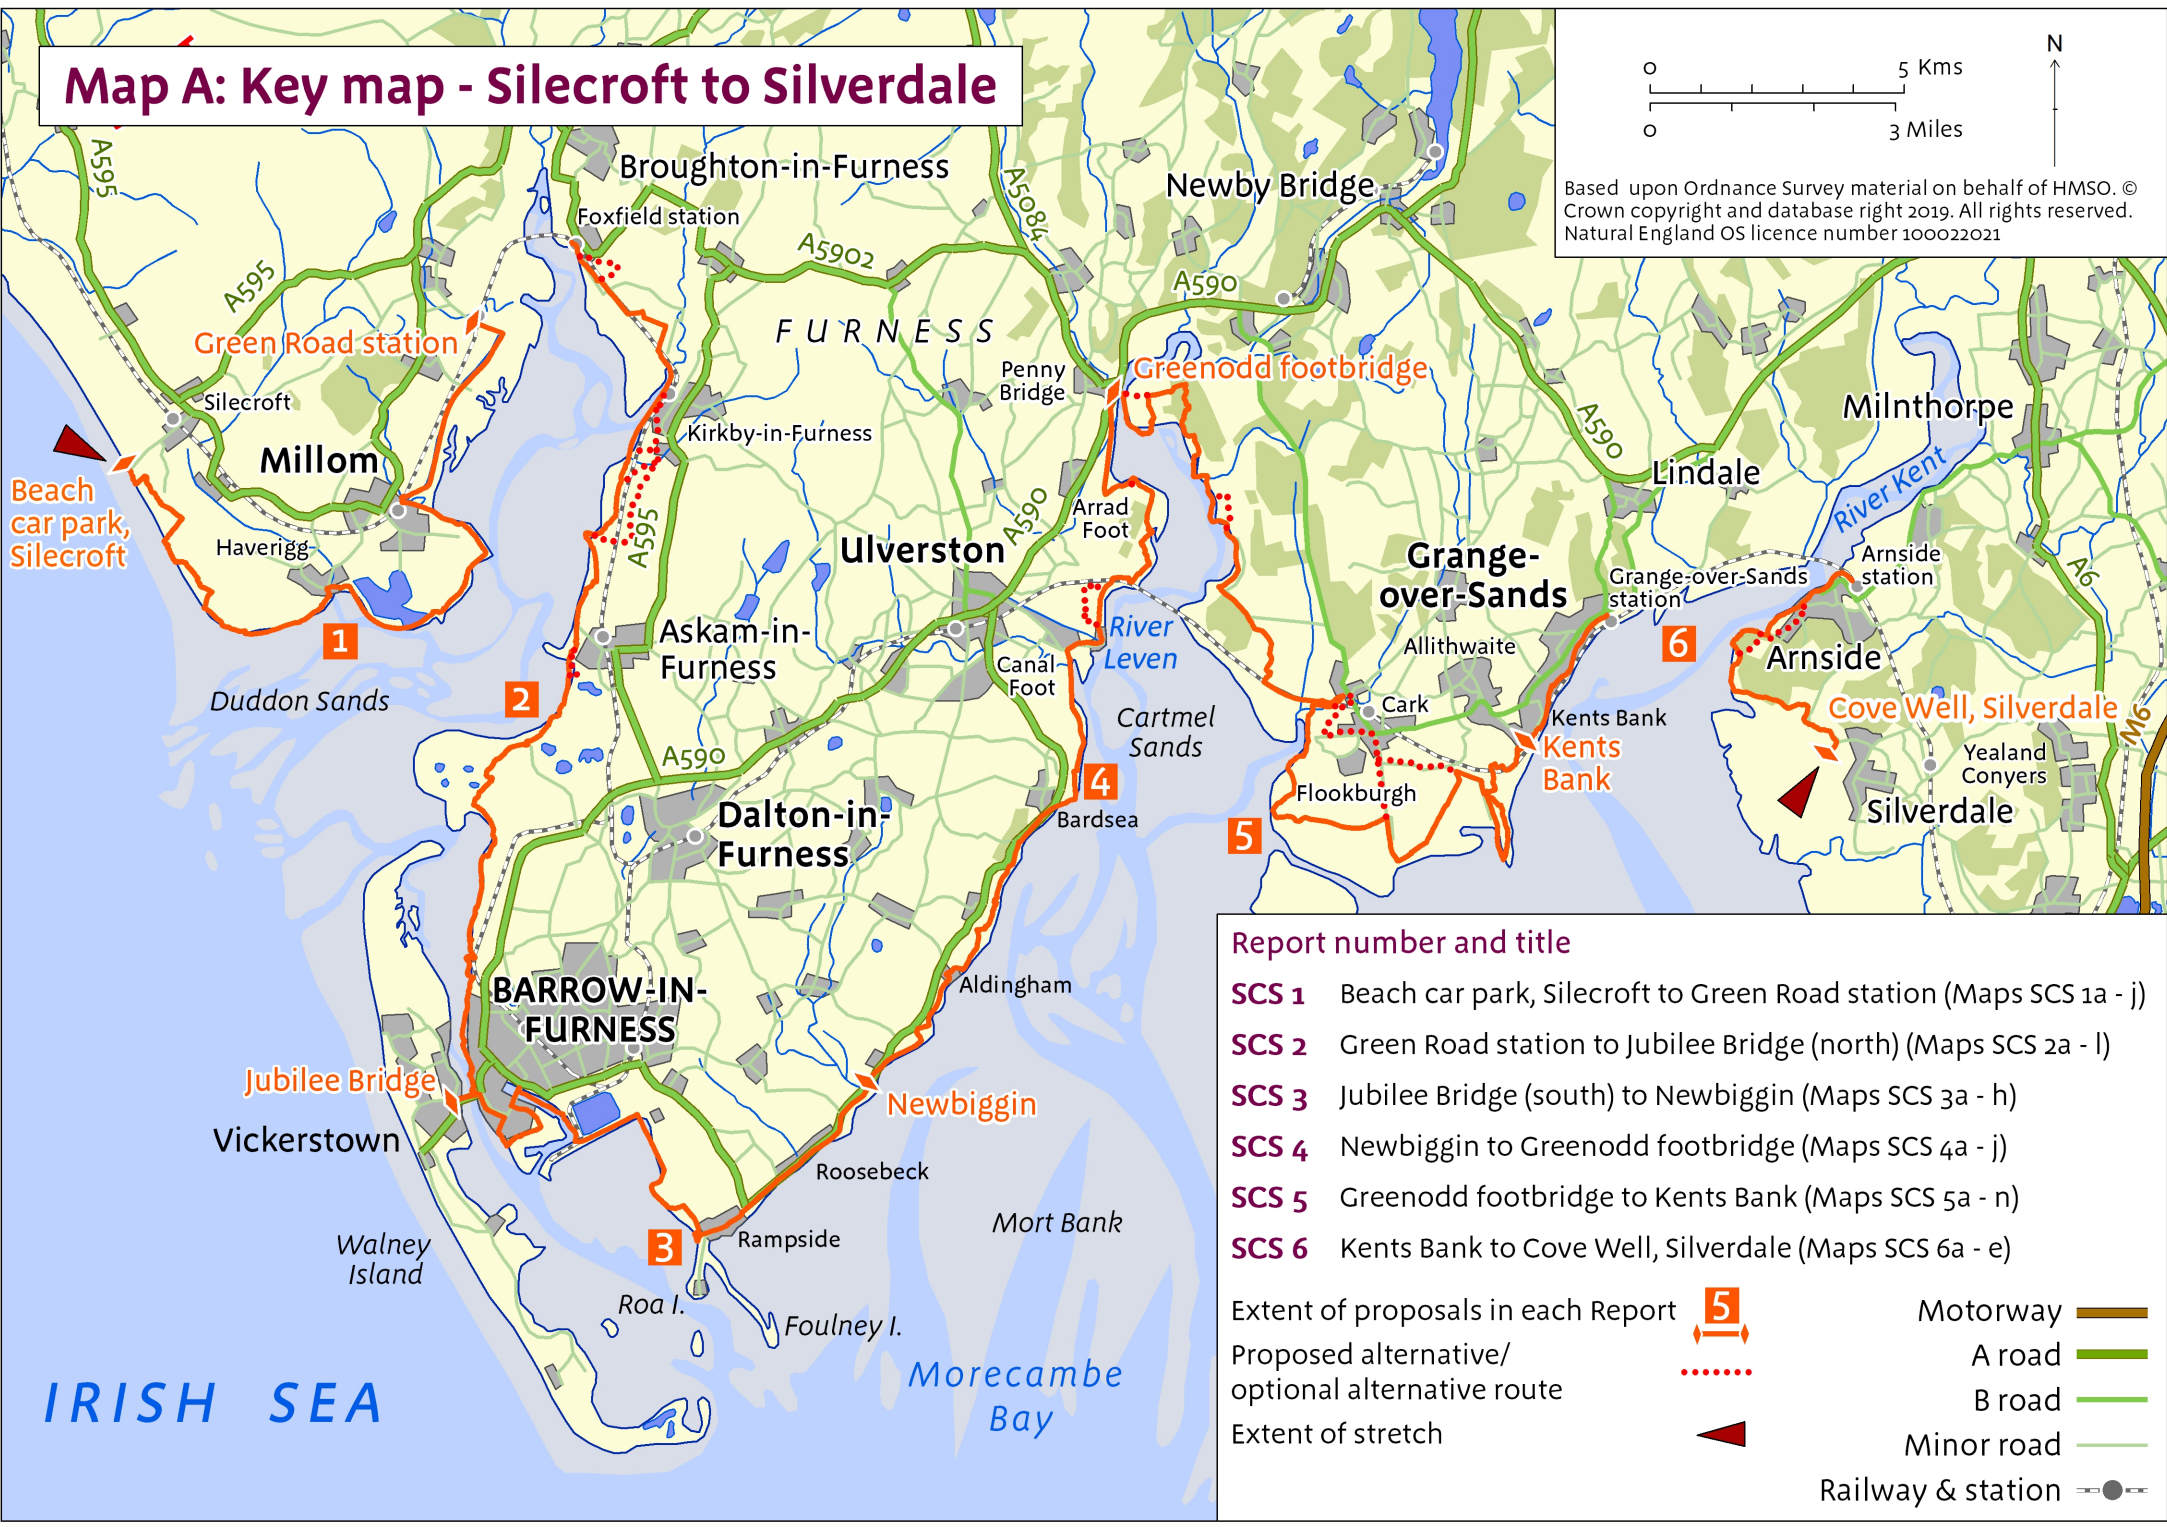 Map A: Key map - Silecroft to Silverdale
0
5 Kms
0
3 Miles
N
Based upon Ordnance Survey material on behalf of HMSO. ©
Crown copyright and database right 2019. All rights reserved.
Natural England OS licence number 100022021
A595
Broughton-in-Furness
Foxfield station
A5084
Newby Bridge
A595
A5902
A590
Green Road station
FURNESS
Penny
Bridge
Greenodd footbridge
Silecroft
Kirkby-in-Furness
A590
Milnthorpe
Millom
Lindale
River Kent
Beach
car park,
Silecroft
Haverigg
A595
Ulverston
A590
Arrad
Foot
Grange-
over-Sands
Grange-over-Sands
station
Arnside
station
A6
1
Askam-in-
Furness
River
Leven
Canal
Foot
Allithwaite
6
Arnside
Duddon Sands
2
Cartmel
Sands
Cark
Kents Bank
Kents
Bank
Cove Well, Silverdale
M6
Yealand
Conyers
A590
4
Flookburgh
Silverdale
Dalton-in-
Furness
Bardsea
5
BARROW-IN-
FURNESS
Aldingham
Jubilee Bridge
Newbiggin
Vickerstown
Roosebeck
Walney
Island
3
Rampside
Mort Bank
Roa I.
Foulney I.
IRISH SEA
Morecambe
Bay
Report number and title
SCS 1 Beach car park, Silecroft to Green Road station (Maps SCS 1a - j)
SCS 2 Green Road station to Jubilee Bridge (north) (Maps SCS 2a - l)
SCS 3 Jubilee Bridge (south) to Newbiggin (Maps SCS 3a - h)
SCS 4 Newbiggin to Greenodd footbridge (Maps SCS 4a - j)
SCS 5 Greenodd footbridge to Kents Bank (Maps SCS 5a - n)
SCS 6 Kents Bank to Cove Well, Silverdale (Maps SCS 6a - e)
Extent of proposals in each Report
5
Proposed alternative/
optional alternative route
Extent of stretch
Motorway
A road
B road
Minor road
Railway & station